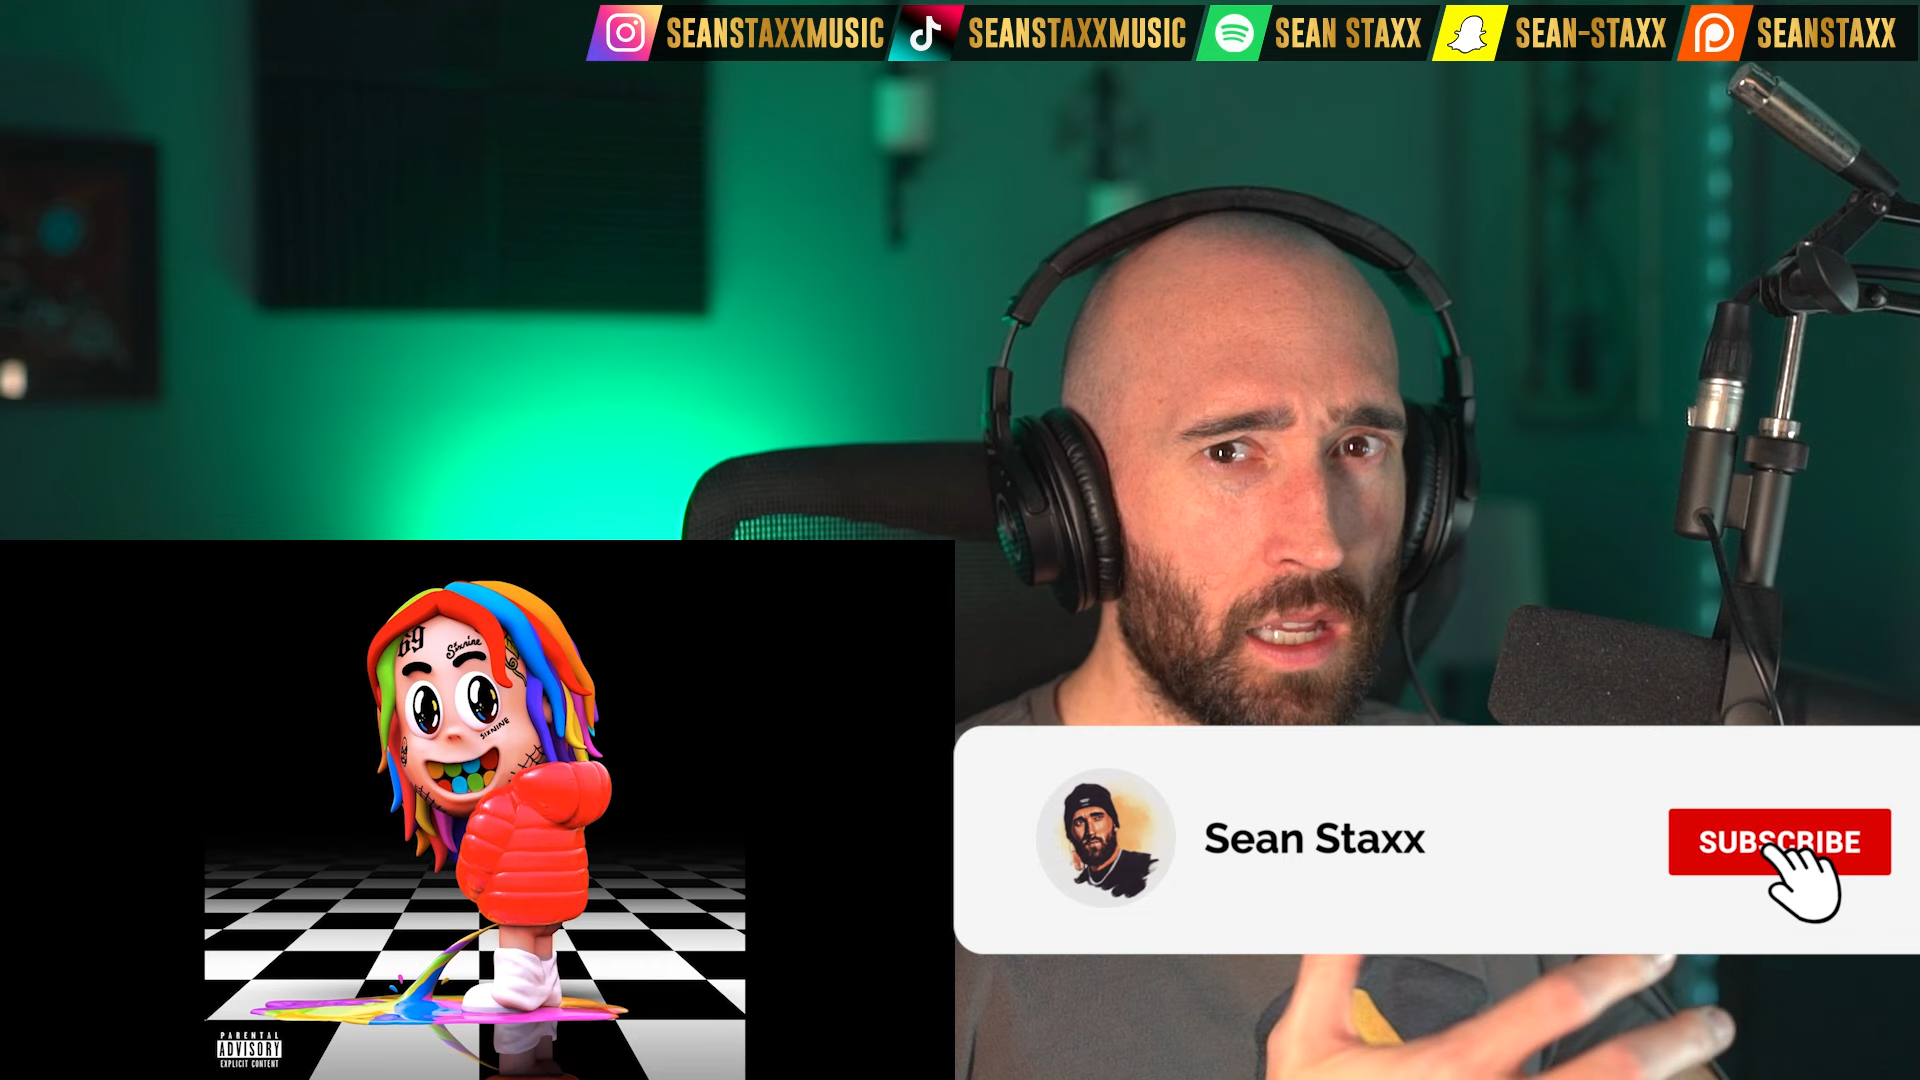 SEANSTAXXMUSIC SEANSTAXXMUSIC SEAN STAXX SEAN-STAXX SEANSTAXX
69
Sixnine
SIXNINE
Sean Staxx
SUBSCRIBE
PARENTAL
ADVISORY
EXPLICIT CONTENT